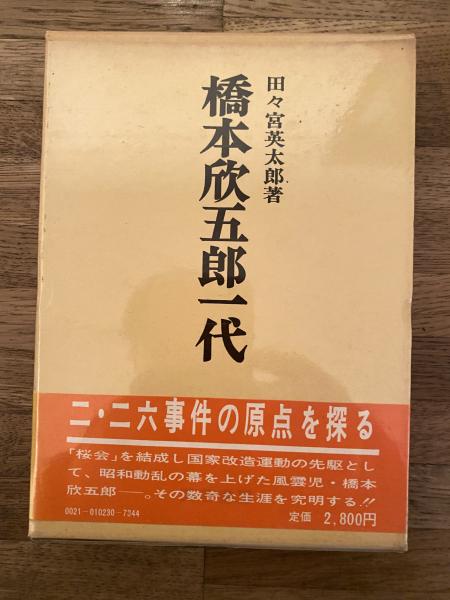 田々宮英太郎著
橋本欣五郎一代
二・二六事件の原点を探る
「桜会」を結成し国家改造運動の先駆とし
て、昭和動乱の幕を上げた風雲児・橋本
欣五郎──。その数奇な生涯を究明する!!
0021-010230-7344
定価 2,800円